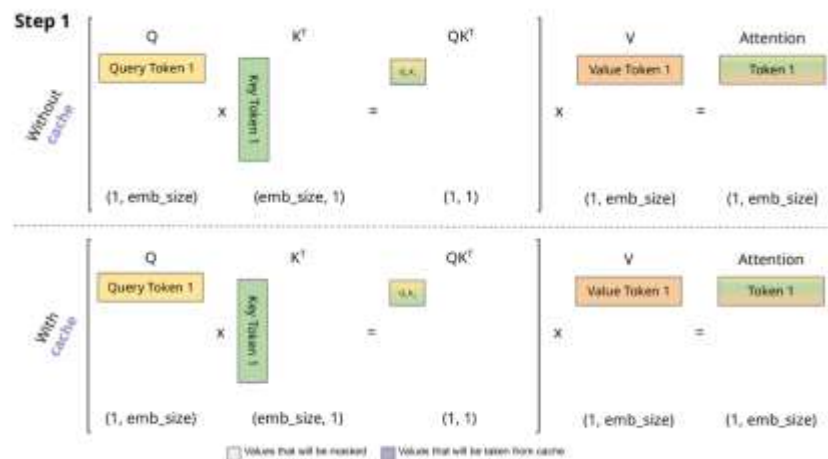 Step 1
Q
Kᵀ
QKᵀ
V
Attention
Without
cache
Query Token 1
x
Key Token 1
=
Q₁K₁
x
Value Token 1
=
Token 1
(1, emb_size)
(emb_size, 1)
(1, 1)
(1, emb_size)
(1, emb_size)
Q
Kᵀ
QKᵀ
V
Attention
With
cache
Query Token 1
x
Key Token 1
=
Q₁K₁
x
Value Token 1
=
Token 1
(1, emb_size)
(emb_size, 1)
(1, 1)
(1, emb_size)
(1, emb_size)
Values that will be masked
Values that will be taken from cache